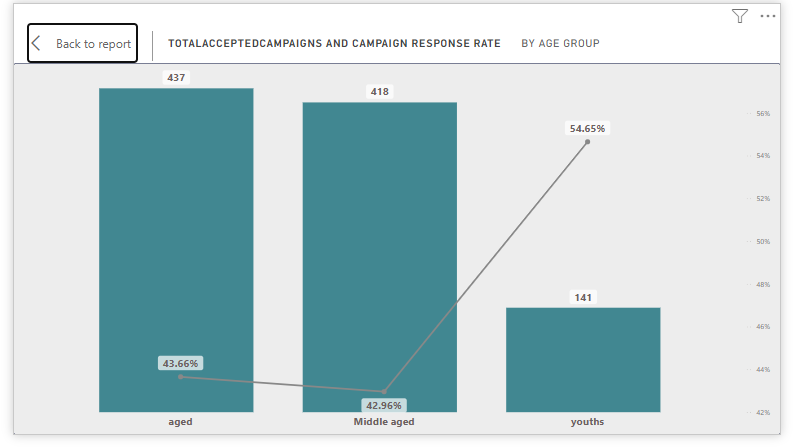 Back to report
TOTALACCEPTEDCAMPAIGNS AND CAMPAIGN RESPONSE RATE BY AGE GROUP
437
418
141
54.65%
43.66%
42.96%
56%
54%
52%
50%
48%
46%
44%
42%
aged
Middle aged
youths